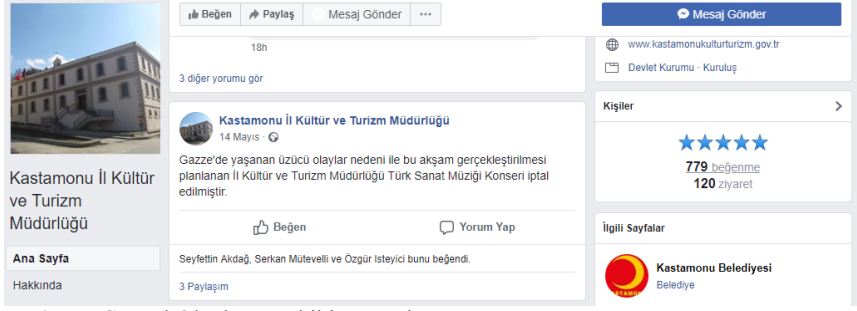 Beğen Paylaş Mesaj Gönder ...
Mesaj Gönder
18h
3 diğer yorumu gör
Kastamonu İl Kültür ve Turizm Müdürlüğü
14 Mayıs ·
Gazze'de yaşanan üzücü olaylar nedeni ile bu akşam gerçekleştirilmesi
planlanan İl Kültür ve Turizm Müdürlüğü Türk Sanat Müziği Konseri iptal
edilmiştir.
Beğen Yorum Yap
Seyfettin Akdağ, Serkan Mütevelli ve Özgür Isteyici bunu beğendi.
3 Paylaşım
Kastamonu İl Kültür
ve Turizm
Müdürlüğü
Ana Sayfa
Hakkında
www.kastamonukulturturizm.gov.tr
Devlet Kurumu · Kuruluş
Kişiler
779 beğenme
120 ziyaret
İlgili Sayfalar
Kastamonu Belediyesi
Belediye